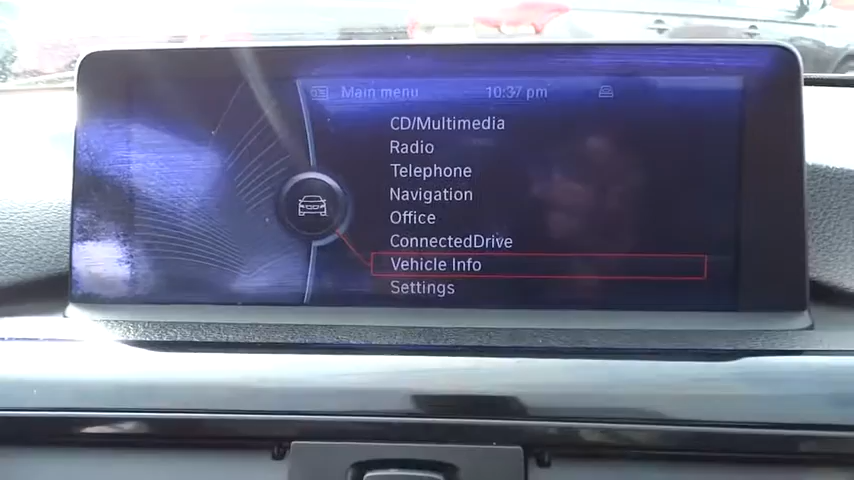 Main menu 10:37 pm
CD/Multimedia
Radio
Telephone
Navigation
Office
ConnectedDrive
Vehicle Info
Settings